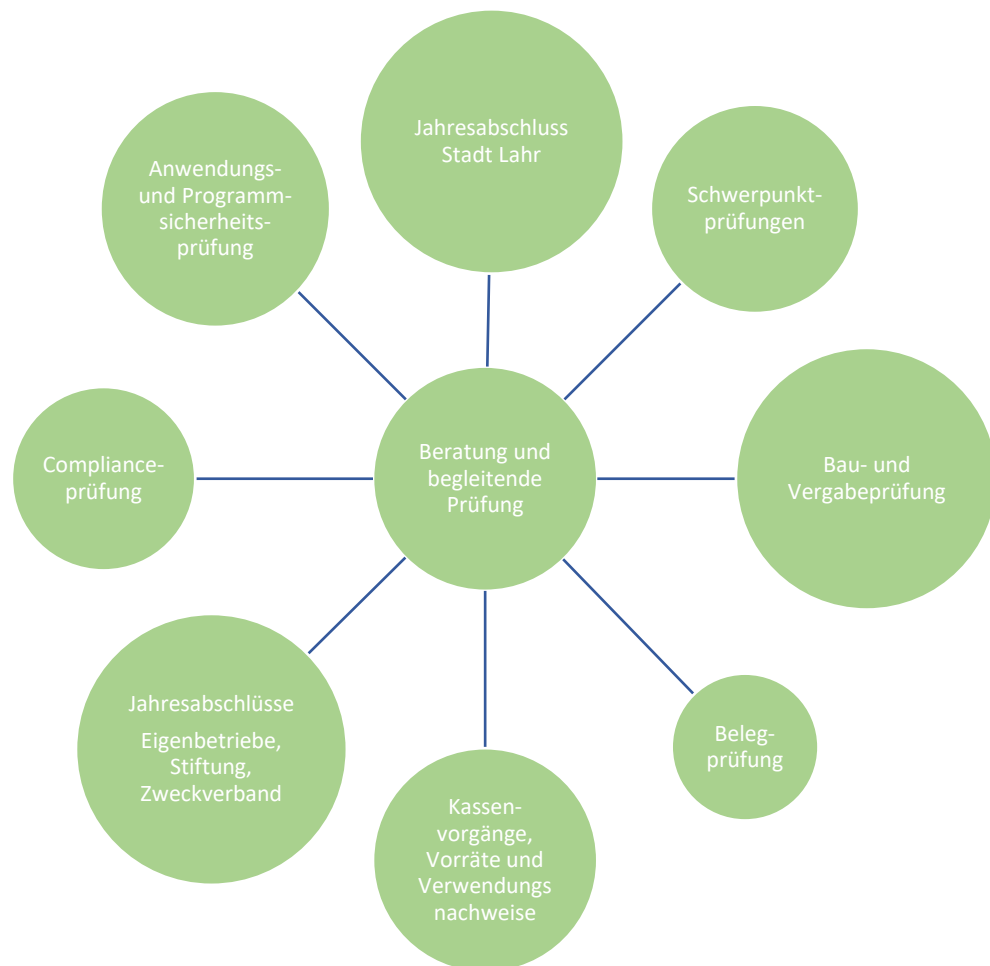 Jahresabschluss
Stadt Lahr
Anwendungs-
und Programm-
sicherheits-
prüfung
Schwerpunkt-
prüfungen
Compliance-
prüfung
Beratung und
begleitende
Prüfung
Bau- und
Vergabeprüfung
Jahresabschlüsse
Eigenbetriebe,
Stiftung,
Zweckverband
Beleg-
prüfung
Kassen-
vorgänge,
Vorräte und
Verwendungs
nachweise